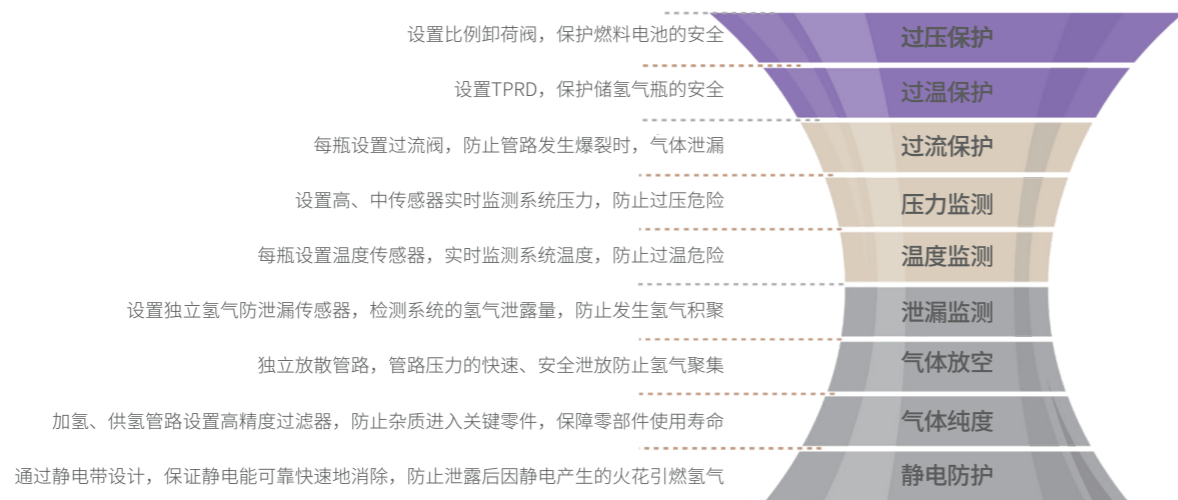 设置比例卸荷阀，保护燃料电池的安全 过压保护
设置TPRD，保护储氢气瓶的安全 过温保护
每瓶设置过流阀，防止管路发生爆裂时，气体泄漏 过流保护
设置高、中传感器实时监测系统压力，防止过压危险 压力监测
每瓶设置温度传感器，实时监测系统温度，防止过温危险 温度监测
设置独立氢气防泄漏传感器，检测系统的氢气泄露量，防止发生氢气积聚 泄漏监测
独立放散管路，管路压力的快速、安全泄放防止氢气聚集 气体放空
加氢、供氢管路设置高精度过滤器，防止杂质进入关键零件，保障零部件使用寿命 气体纯度
通过静电带设计，保证静电能可靠快速地消除，防止泄露后因静电产生的火花引燃氢气 静电防护